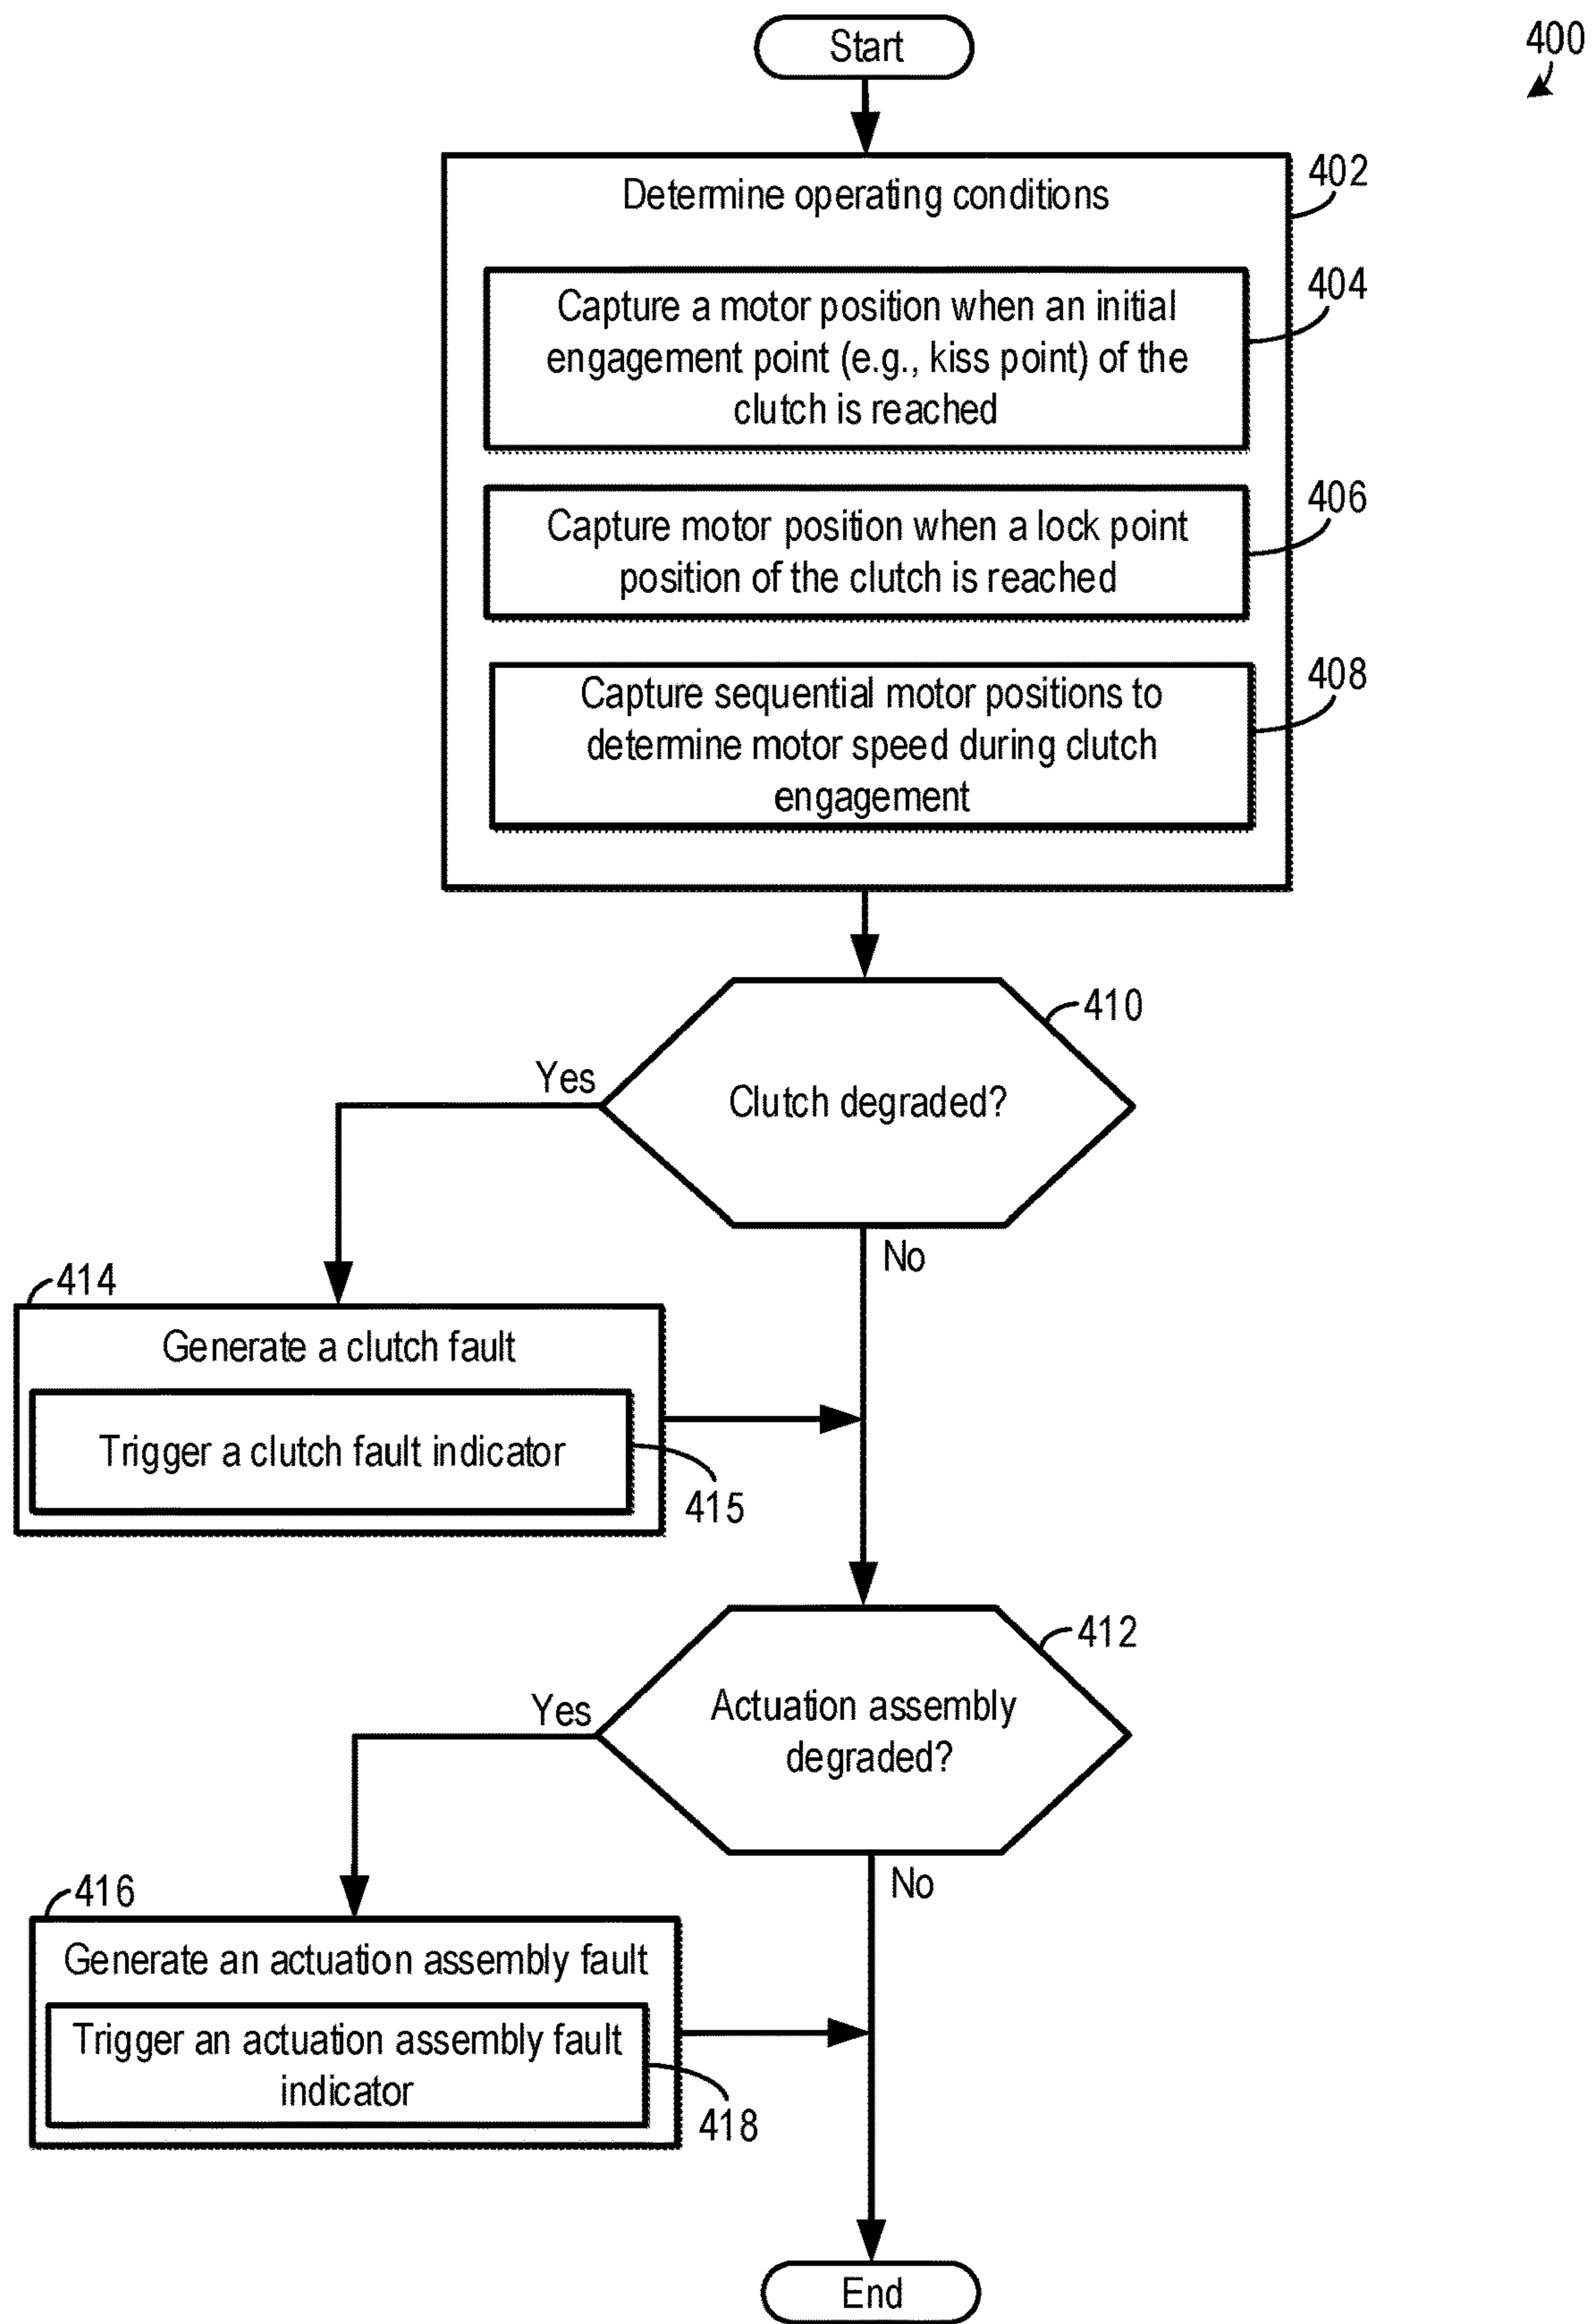 Start
400
402
Determine operating conditions
404
Capture a motor position when an initial
engagement point (e.g., kiss point) of the
clutch is reached
406
Capture motor position when a lock point
position of the clutch is reached
408
Capture sequential motor positions to
determine motor speed during clutch
engagement
410
Yes
Clutch degraded?
No
414
Generate a clutch fault
Trigger a clutch fault indicator
415
412
Yes
Actuation assembly
degraded?
No
416
Generate an actuation assembly fault
Trigger an actuation assembly fault
indicator
418
End